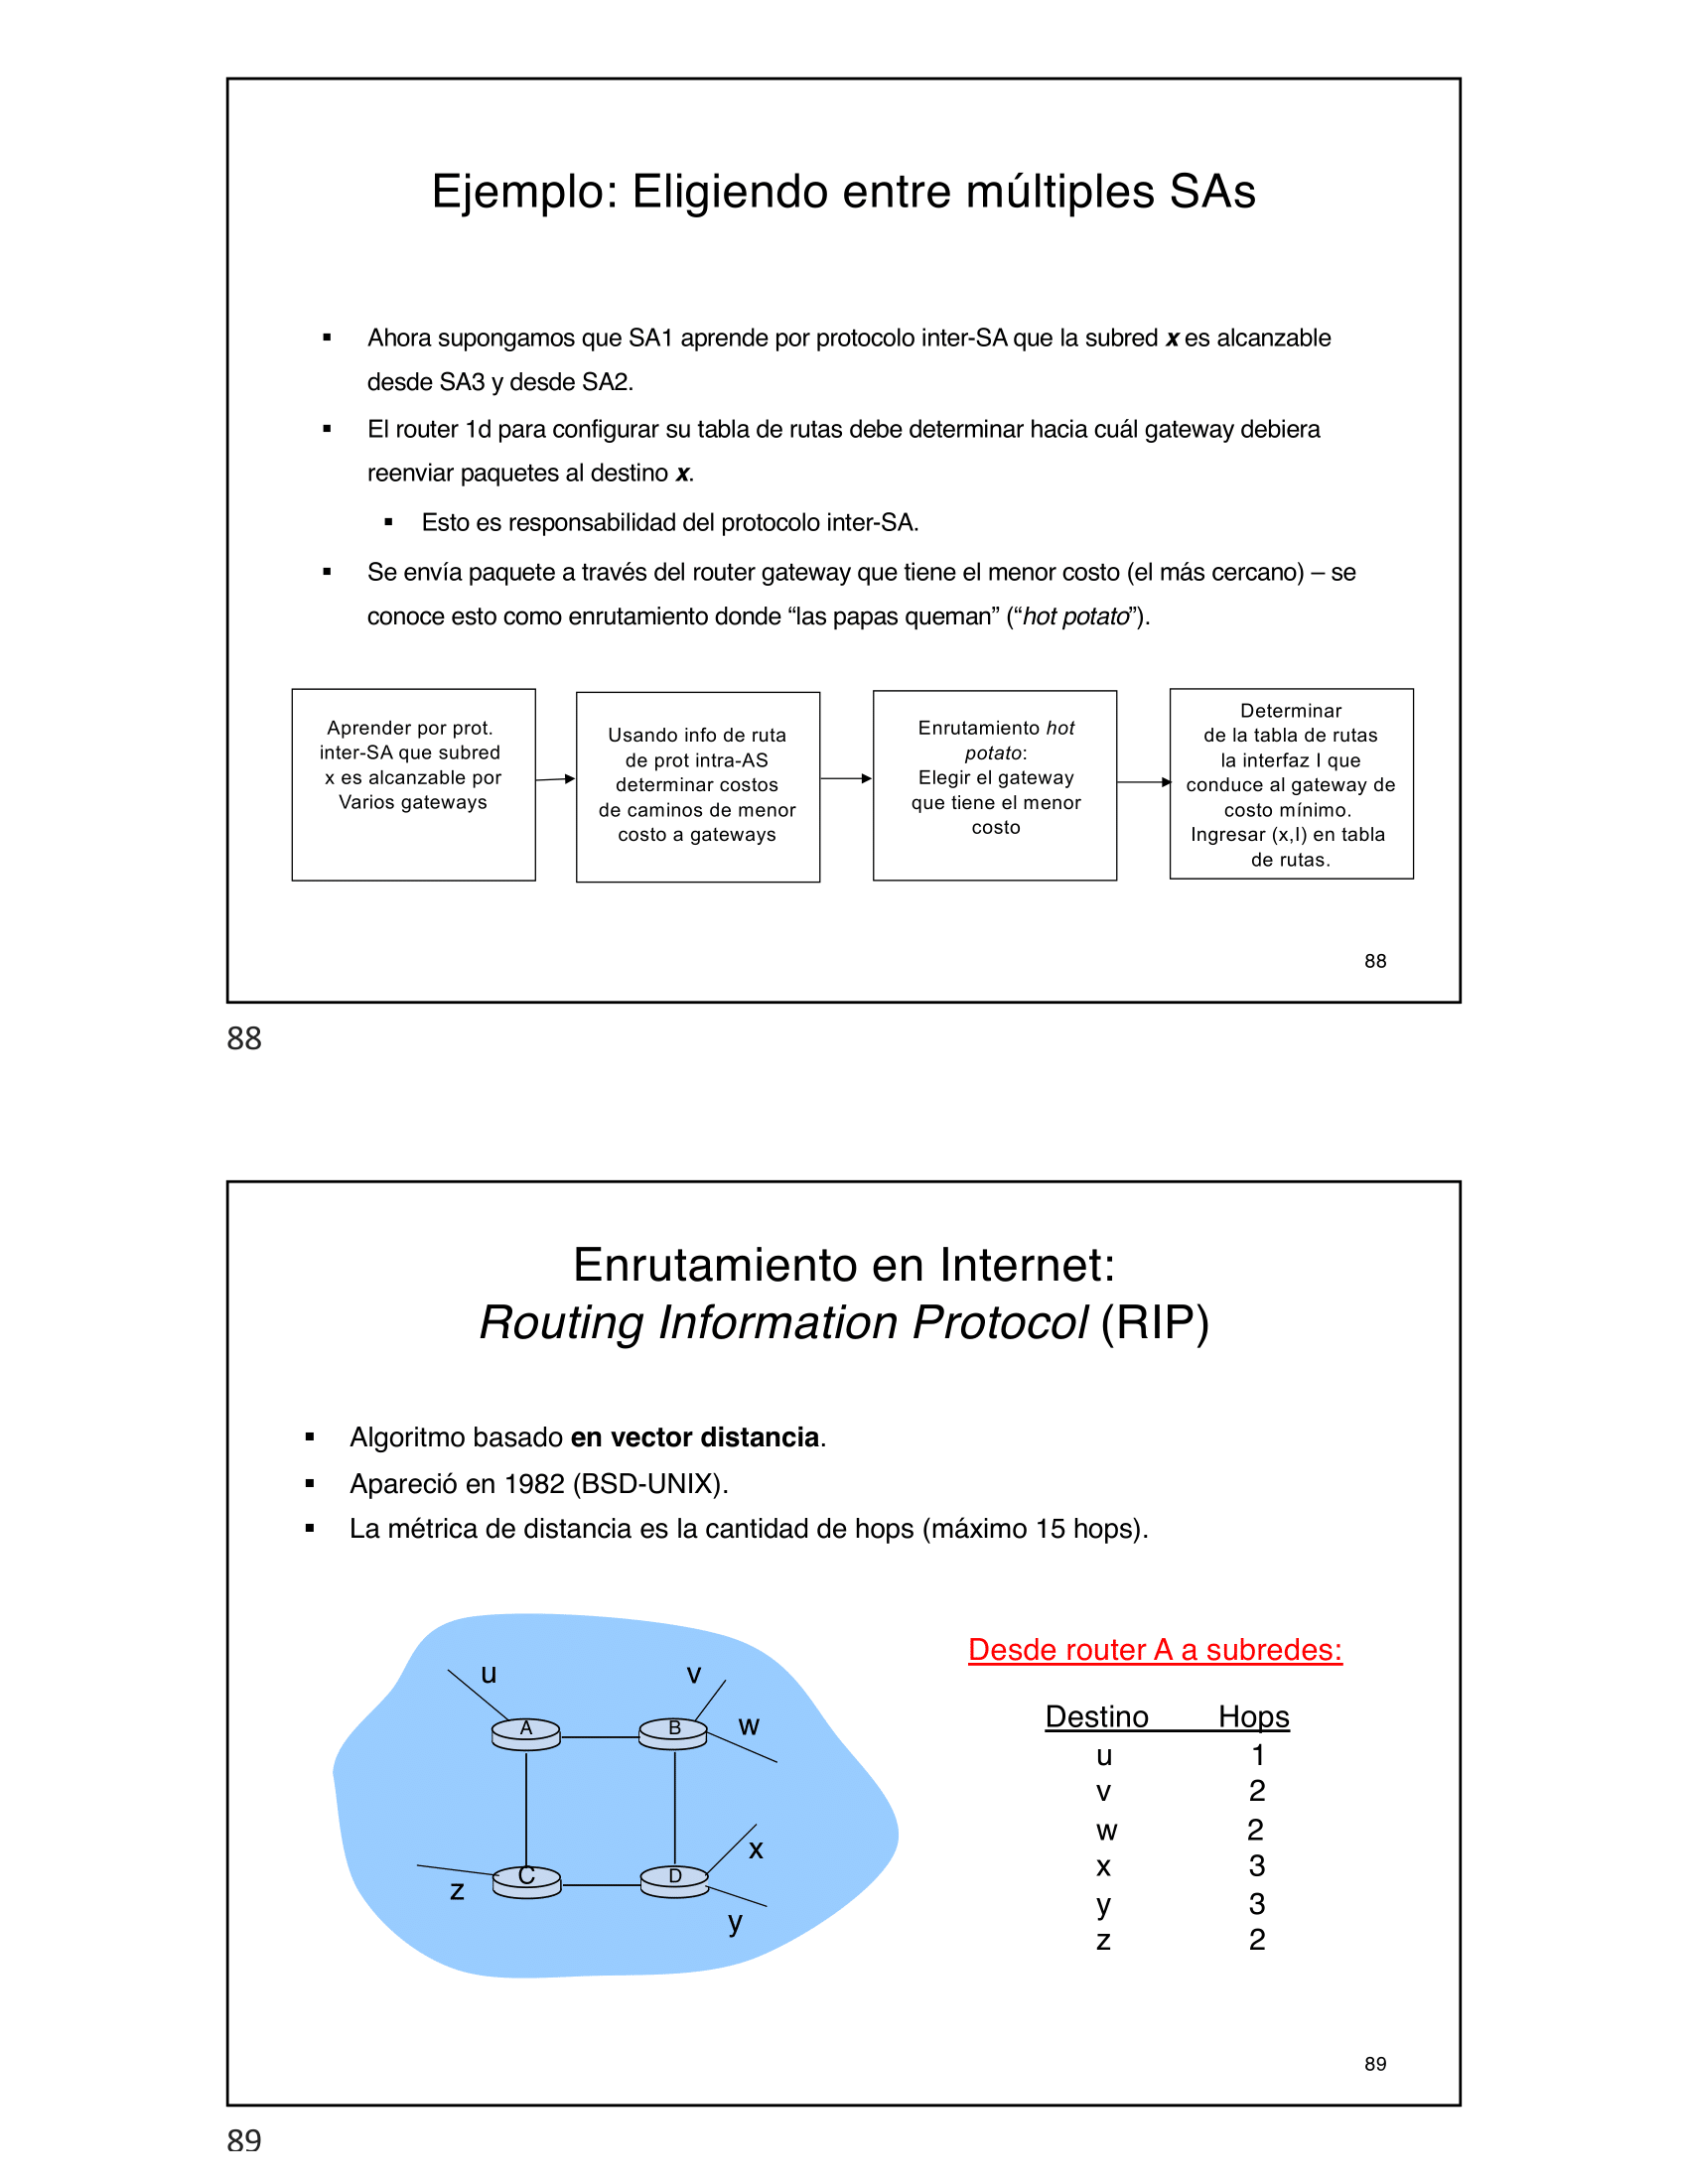 Ejemplo: Eligiendo entre múltiples SAs
▪ Ahora supongamos que SA1 aprende por protocolo inter-SA que la subred x es alcanzable
desde SA3 y desde SA2.
▪ El router 1d para configurar su tabla de rutas debe determinar hacia cuál gateway debiera
reenviar paquetes al destino x.
▪ Esto es responsabilidad del protocolo inter-SA.
▪ Se envía paquete a través del router gateway que tiene el menor costo (el más cercano) – se
conoce esto como enrutamiento donde “las papas queman” (“hot potato”).
Aprender por prot.
inter-SA que subred
x es alcanzable por
Varios gateways
Usando info de ruta
de prot intra-AS
determinar costos
de caminos de menor
costo a gateways
Enrutamiento hot
potato:
Elegir el gateway
que tiene el menor
costo
Determinar
de la tabla de rutas
la interfaz I que
conduce al gateway de
costo mínimo.
Ingresar (x,I) en tabla
de rutas.
88
88
Enrutamiento en Internet:
Routing Information Protocol (RIP)
▪ Algoritmo basado en vector distancia.
▪ Apareció en 1982 (BSD-UNIX).
▪ La métrica de distancia es la cantidad de hops (máximo 15 hops).
u
v
A
B
w
x
C
D
z
y
Desde router A a subredes:
Destino Hops
u 1
v 2
w 2
x 3
y 3
z 2
89
89